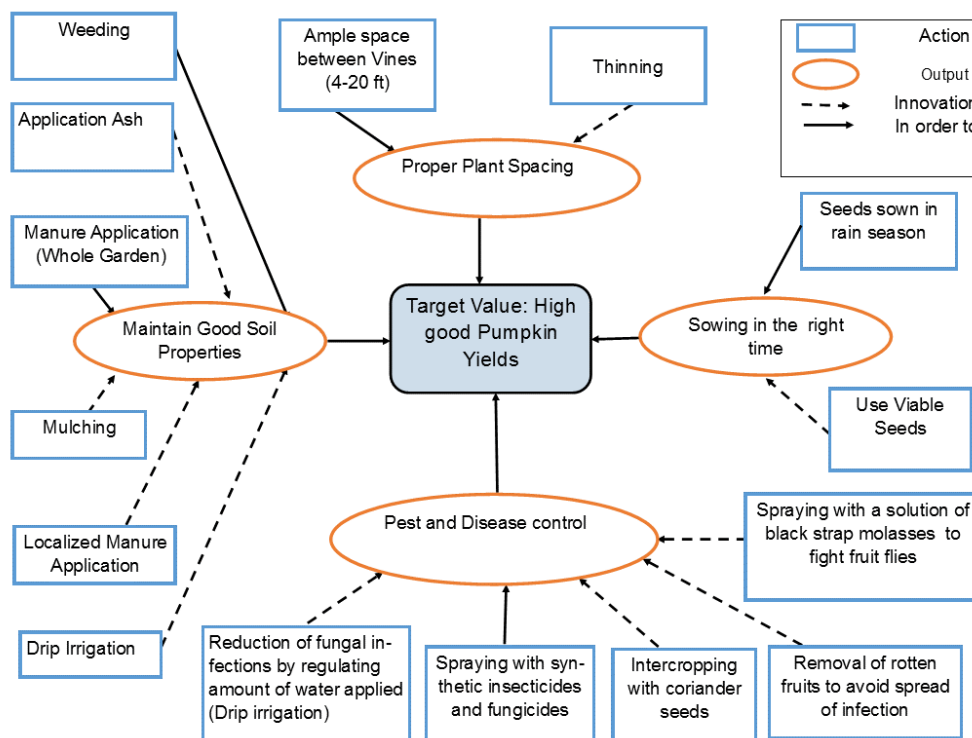 Weeding
Ample space
between Vines
(4-20 ft)
Thinning
Action
Output
Innovation
In order to
Application Ash
Proper Plant Spacing
Manure Application
(Whole Garden)
Seeds sown in
rain season
Target Value: High
good Pumpkin
Yields
Maintain Good Soil
Properties
Sowing in the right
time
Mulching
Use Viable
Seeds
Localized Manure
Application
Pest and Disease control
Spraying with a solution of
black strap molasses to
fight fruit flies
Drip Irrigation
Reduction of fungal in-
fections by regulating
amount of water applied
(Drip irrigation)
Spraying with syn-
thetic insecticides
and fungicides
Intercropping
with coriander
seeds
Removal of rotten
fruits to avoid spread
of infection